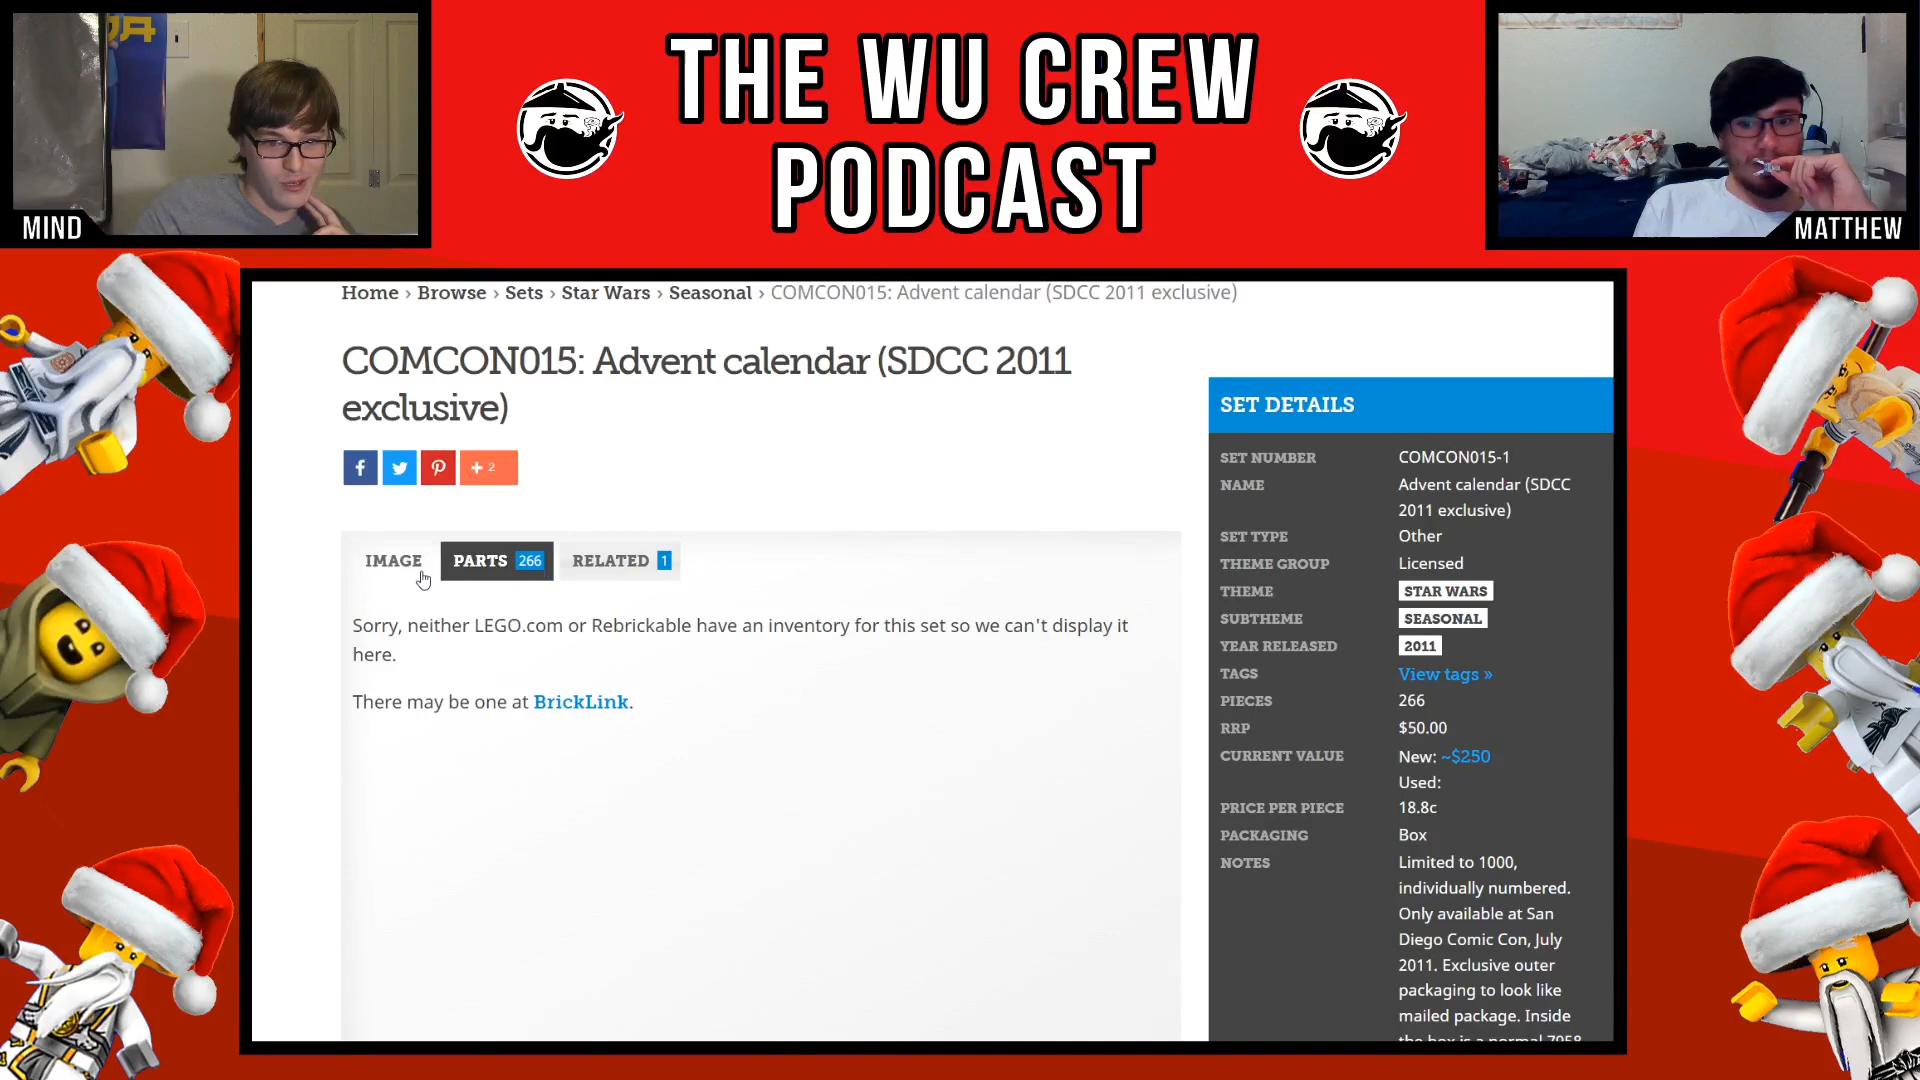 THE WU CREW
PODCAST
MIND
MATTHEW
Home › Browse › Sets › Star Wars › Seasonal › COMCON015: Advent calendar (SDCC 2011 exclusive)
COMCON015: Advent calendar (SDCC 2011
exclusive)
+ 2
IMAGE PARTS 266 RELATED 1
Sorry, neither LEGO.com or Rebrickable have an inventory for this set so we can't display it
here.
There may be one at BrickLink.
SET DETAILS
SET NUMBER COMCON015-1
NAME Advent calendar (SDCC
2011 exclusive)
SET TYPE Other
THEME GROUP Licensed
THEME STAR WARS
SUBTHEME SEASONAL
YEAR RELEASED 2011
TAGS View tags »
PIECES 266
RRP $50.00
CURRENT VALUE New: ~$250
Used:
PRICE PER PIECE 18.8c
PACKAGING Box
NOTES Limited to 1000,
individually numbered.
Only available at San
Diego Comic Con, July
2011. Exclusive outer
packaging to look like
mailed package. Inside
the box is a normal 7958